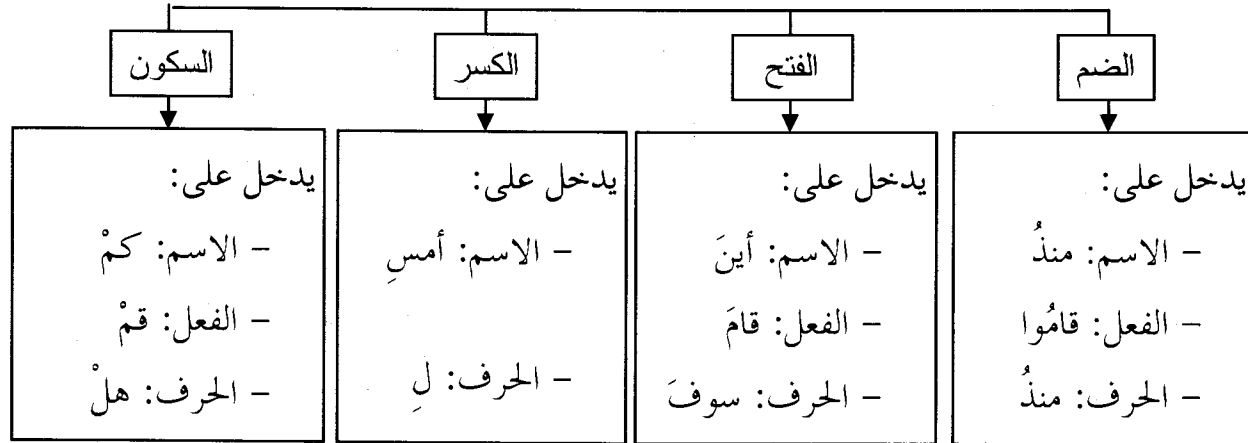 الضم
الفتح
الكسر
السكون
يدخل على:
– الاسم: منذُ
– الفعل: قامُوا
– الحرف: منذُ
يدخل على:
– الاسم: أينَ
– الفعل: قامَ
– الحرف: سوفَ
يدخل على:
– الاسم: أمسِ
– الحرف: لِ
يدخل على:
– الاسم: كمْ
– الفعل: قمْ
– الحرف: هلْ